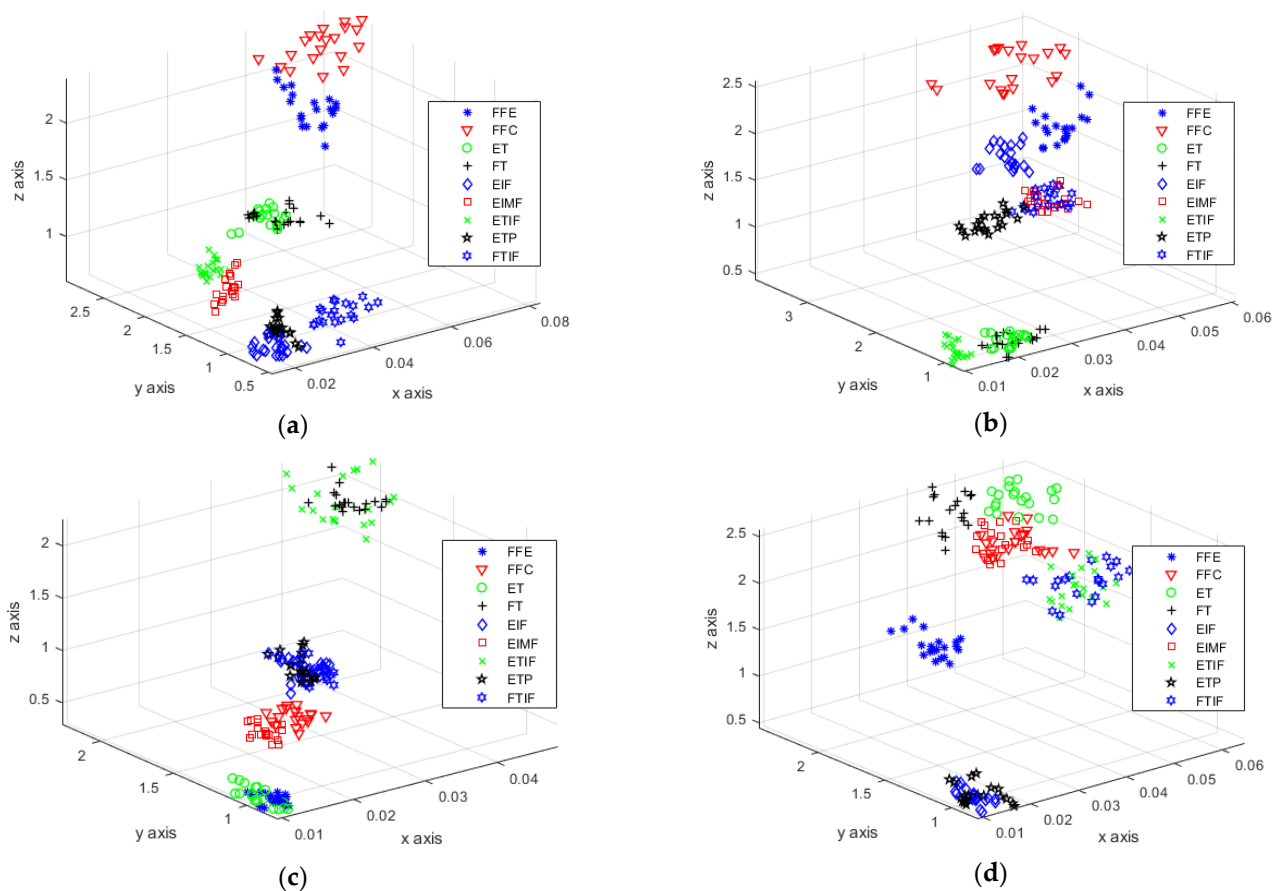 2.5
2
1.5
1
z axis
2.5
2
1.5
1
0.5
y axis
0.02
0.04
0.06
0.08
x axis
FFE
FFC
ET
FT
EIF
EIMF
ETIF
ETP
FTIF
(a)
2.5
2
1.5
1
0.5
z axis
3
2
1
y axis
0.01
0.02
0.03
0.04
0.05
0.06
x axis
FFE
FFC
ET
FT
EIF
EIMF
ETIF
ETP
FTIF
(b)
2
1.5
1
0.5
z axis
2
1.5
1
y axis
0.01
0.02
0.03
0.04
x axis
FFE
FFC
ET
FT
EIF
EIMF
ETIF
ETP
FTIF
(c)
2.5
2
1.5
1
0.5
z axis
2
1.5
1
y axis
0.01
0.02
0.03
0.04
0.05
0.06
x axis
FFE
FFC
ET
FT
EIF
EIMF
ETIF
ETP
FTIF
(d)